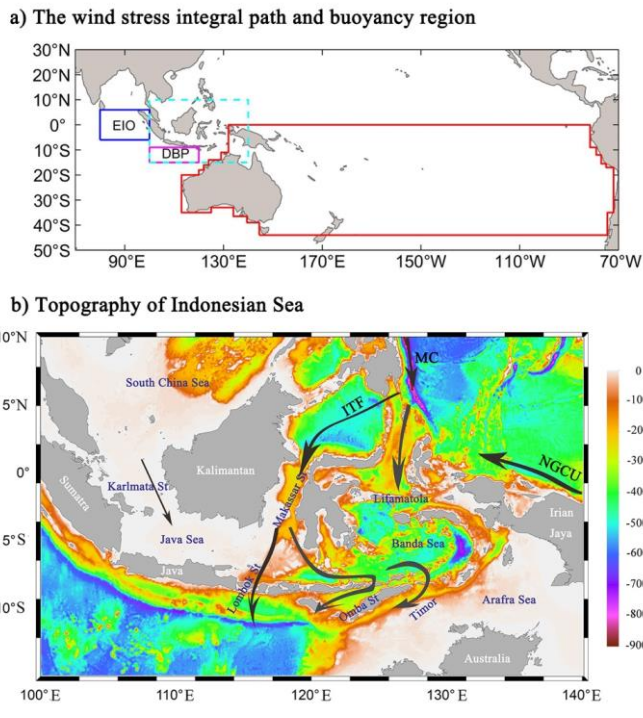 a) The wind stress integral path and buoyancy region
30°N
20°N
10°N
0°
10°S
20°S
30°S
40°S
50°S
EIO
DBP
90°E 130°E 170°E 150°W 110°W 70°W
b) Topography of Indonesian Sea
10°N
5°N
0°
5°S
10°S
South China Sea
MC
ITF
NGCU
Kalimantan
Karlmata St
Sumatra
Makassar St
Lifamatola
Irian
Jaya
Java Sea
Banda Sea
Java
Lombok St
Omba St
Timor
Arafra Sea
Australia
100°E 110°E 120°E 130°E 140°E
0
-10
-20
-30
-40
-50
-60
-70
-80
-90